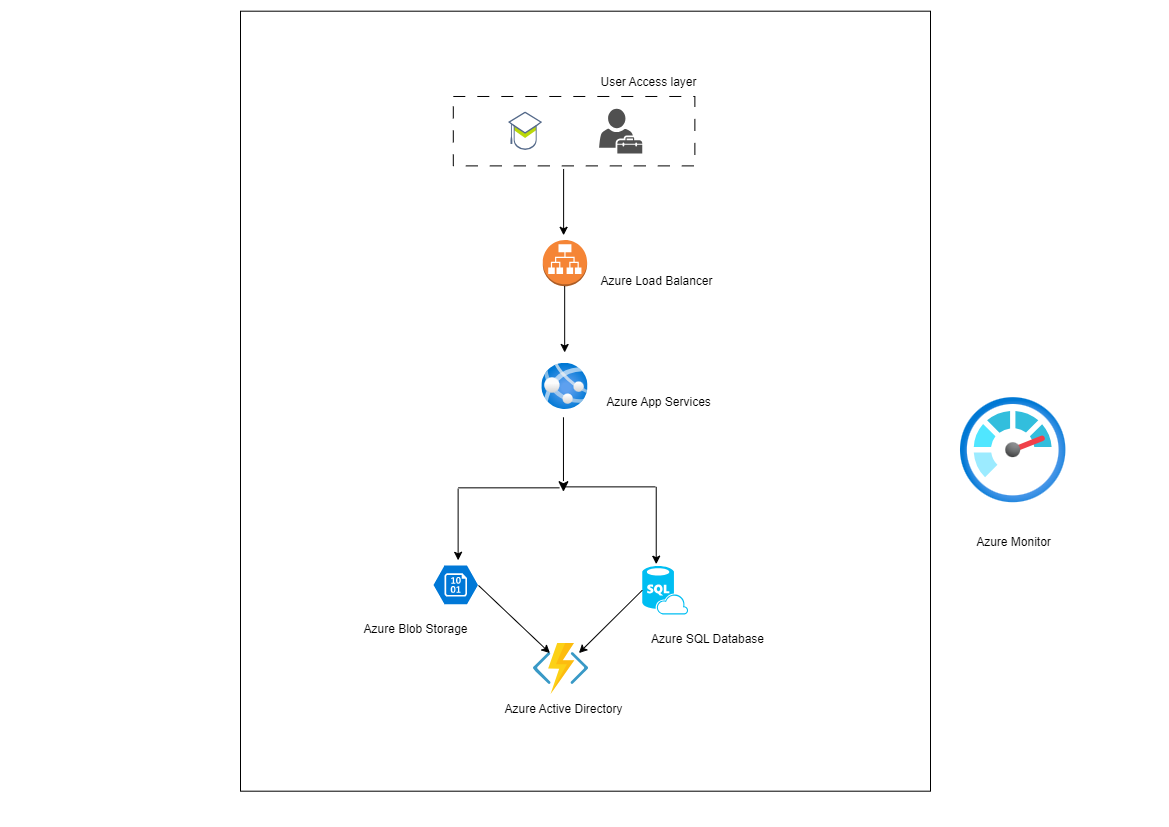 User Access layer
Azure Load Balancer
Azure App Services
Azure Monitor
10
01
SQL
Azure Blob Storage
Azure SQL Database
Azure Active Directory